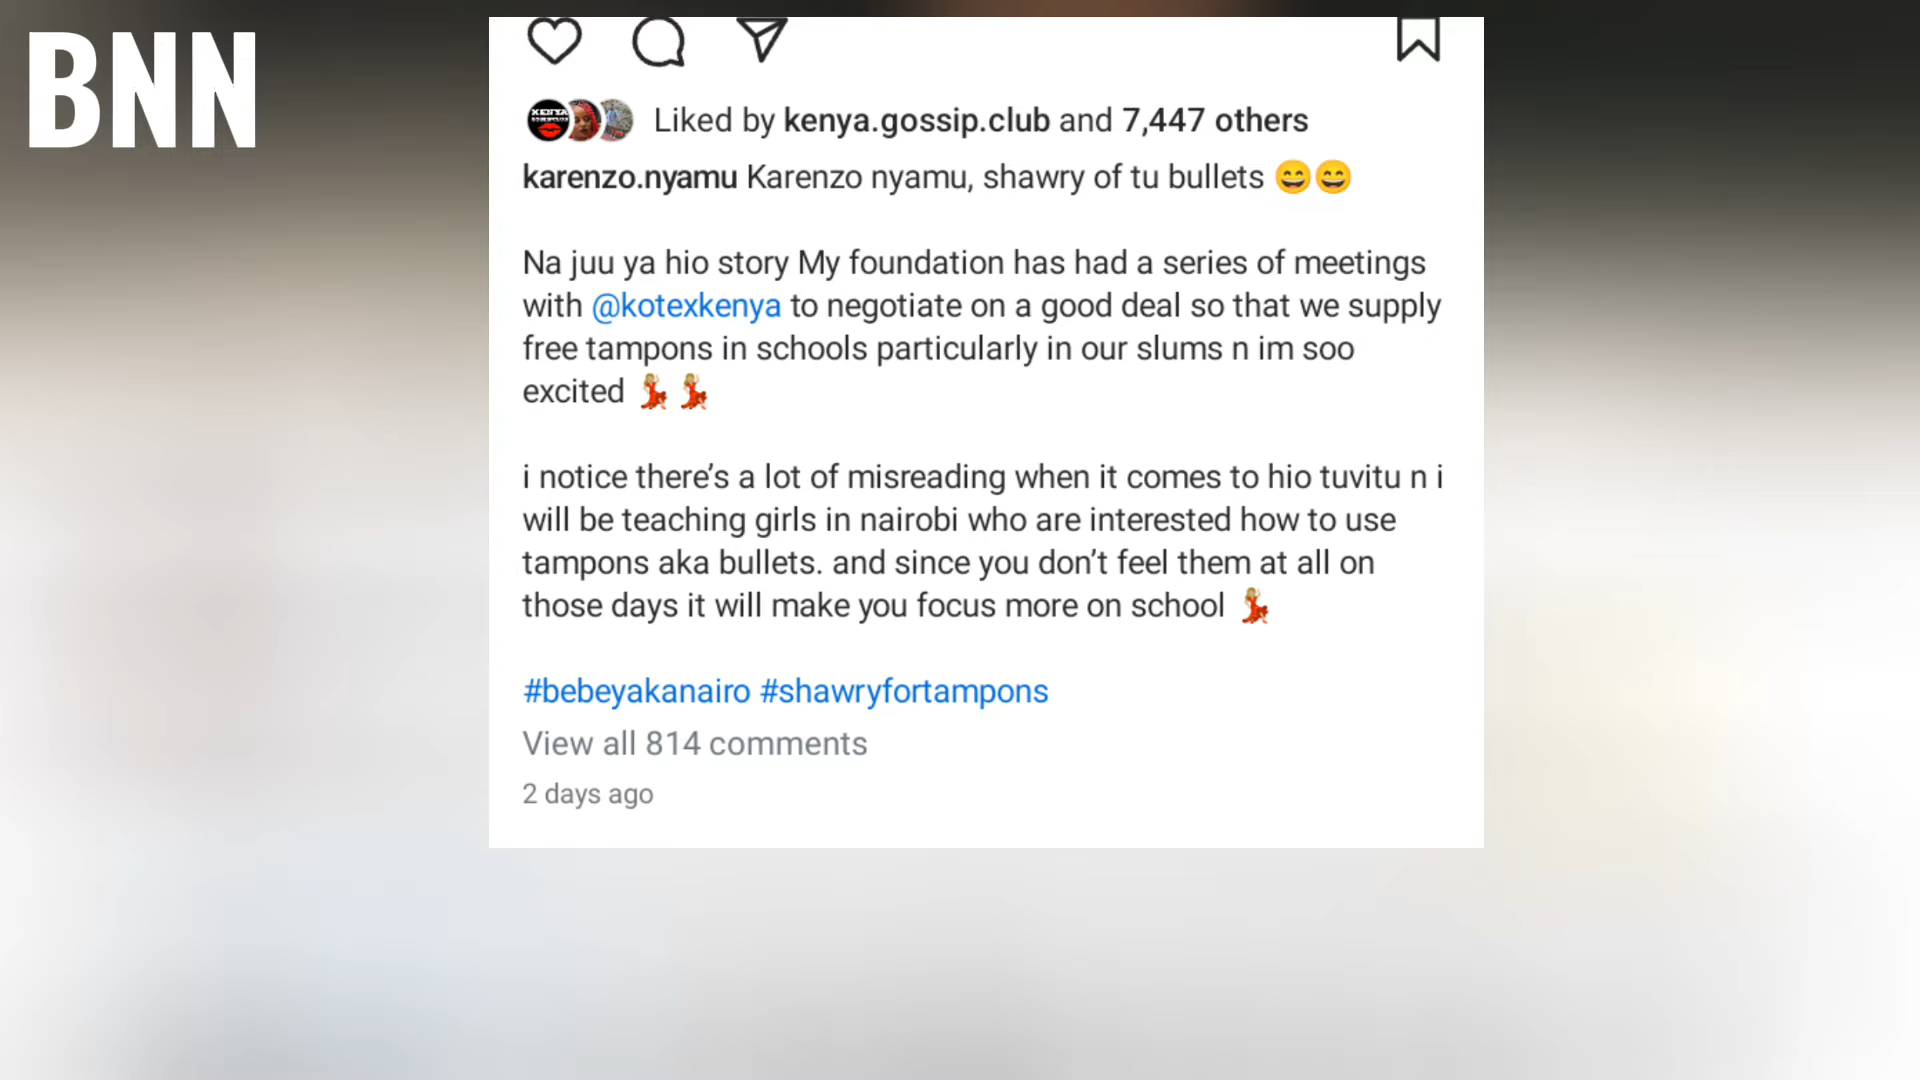 BNN
Liked by kenya.gossip.club and 7,447 others
karenzo.nyamu Karenzo nyamu, shawry of tu bullets 😄😄
Na juu ya hio story My foundation has had a series of meetings
with @kotexkenya to negotiate on a good deal so that we supply
free tampons in schools particularly in our slums n im soo
excited 💃💃
i notice there’s a lot of misreading when it comes to hio tuvitu n i
will be teaching girls in nairobi who are interested how to use
tampons aka bullets. and since you don’t feel them at all on
those days it will make you focus more on school 💃
#bebeyakanairo #shawryfortampons
View all 814 comments
2 days ago